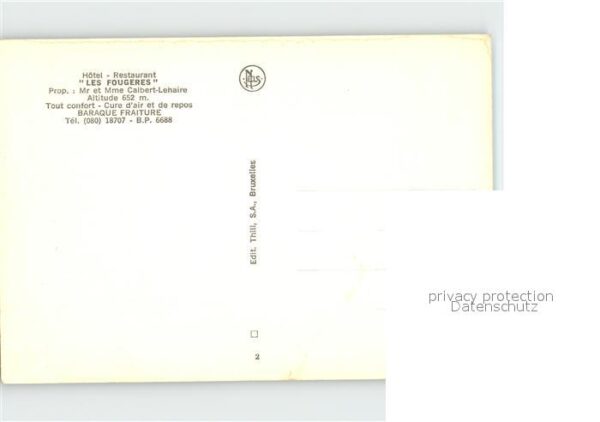 Hôtel - Restaurant
"LES FOUGERES"
Prop. : Mr et Mme Calbert-Lehaire
Altitude 652 m.
Tout confort - Cure d'air et de repos
BARAQUE FRAITURE
Tél. (080) 18707 - B.P. 6688
NELS
Edit. Thill, S.A., Bruxelles
2
privacy protection
Datenschutz